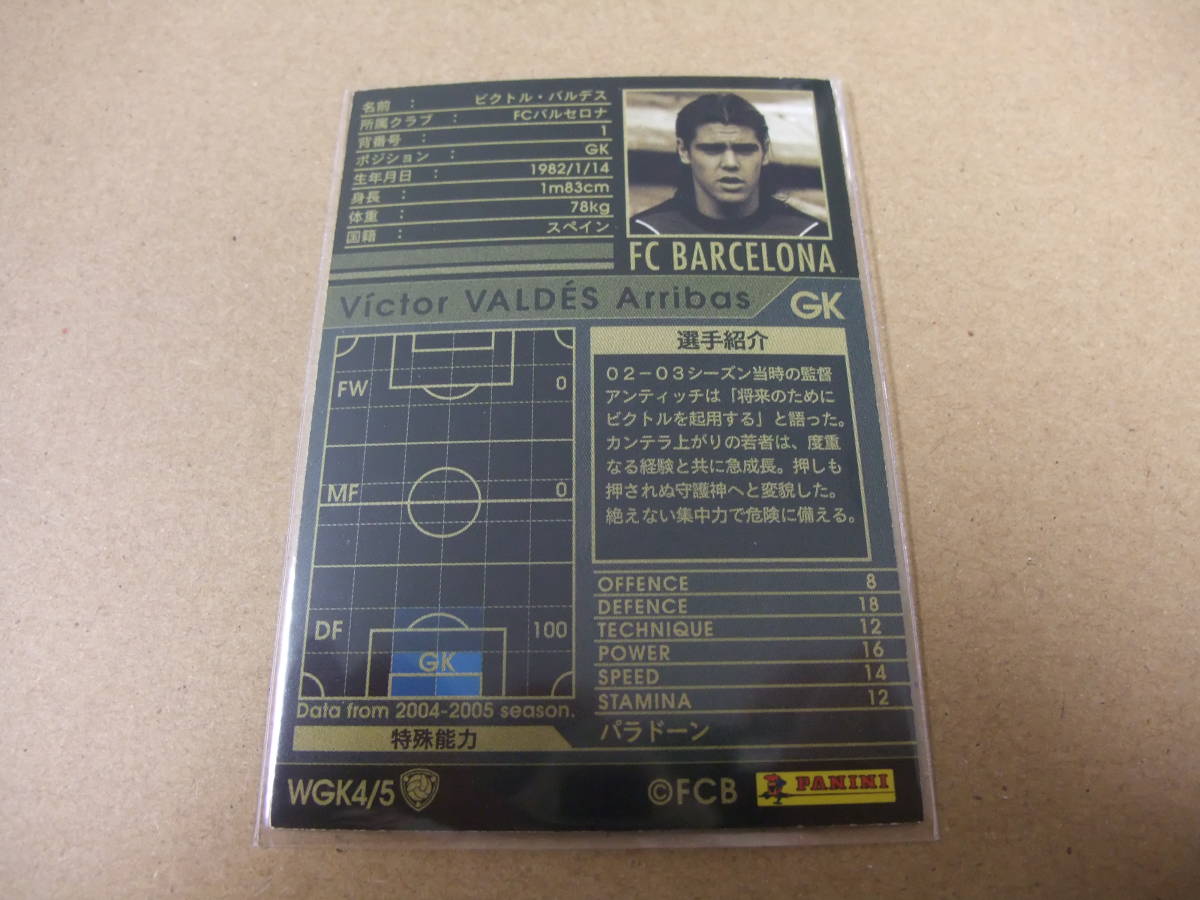 名前 : ビクトル・バルデス
所属クラブ : FCバルセロナ
背番号 : 1
ポジション : GK
生年月日 : 1982/1/14
身長 : 1m83cm
体重 : 78kg
国籍 : スペイン
FC BARCELONA
Víctor VALDÉS Arribas GK
FW 0
MF 0
DF 100
GK
Data from 2004-2005 season.
選手紹介
02-03シーズン当時の監督
アンティッチは「将来のために
ビクトルを起用する」と語った。
カンテラ上がりの若者は、度重
なる経験と共に急成長。押しも
押されぬ守護神へと変貌した。
絶えない集中力で危険に備える。
OFFENCE 8
DEFENCE 18
TECHNIQUE 12
POWER 16
SPEED 14
STAMINA 12
特殊能力 パラドーン
WGK4/5 ©FCB PANINI